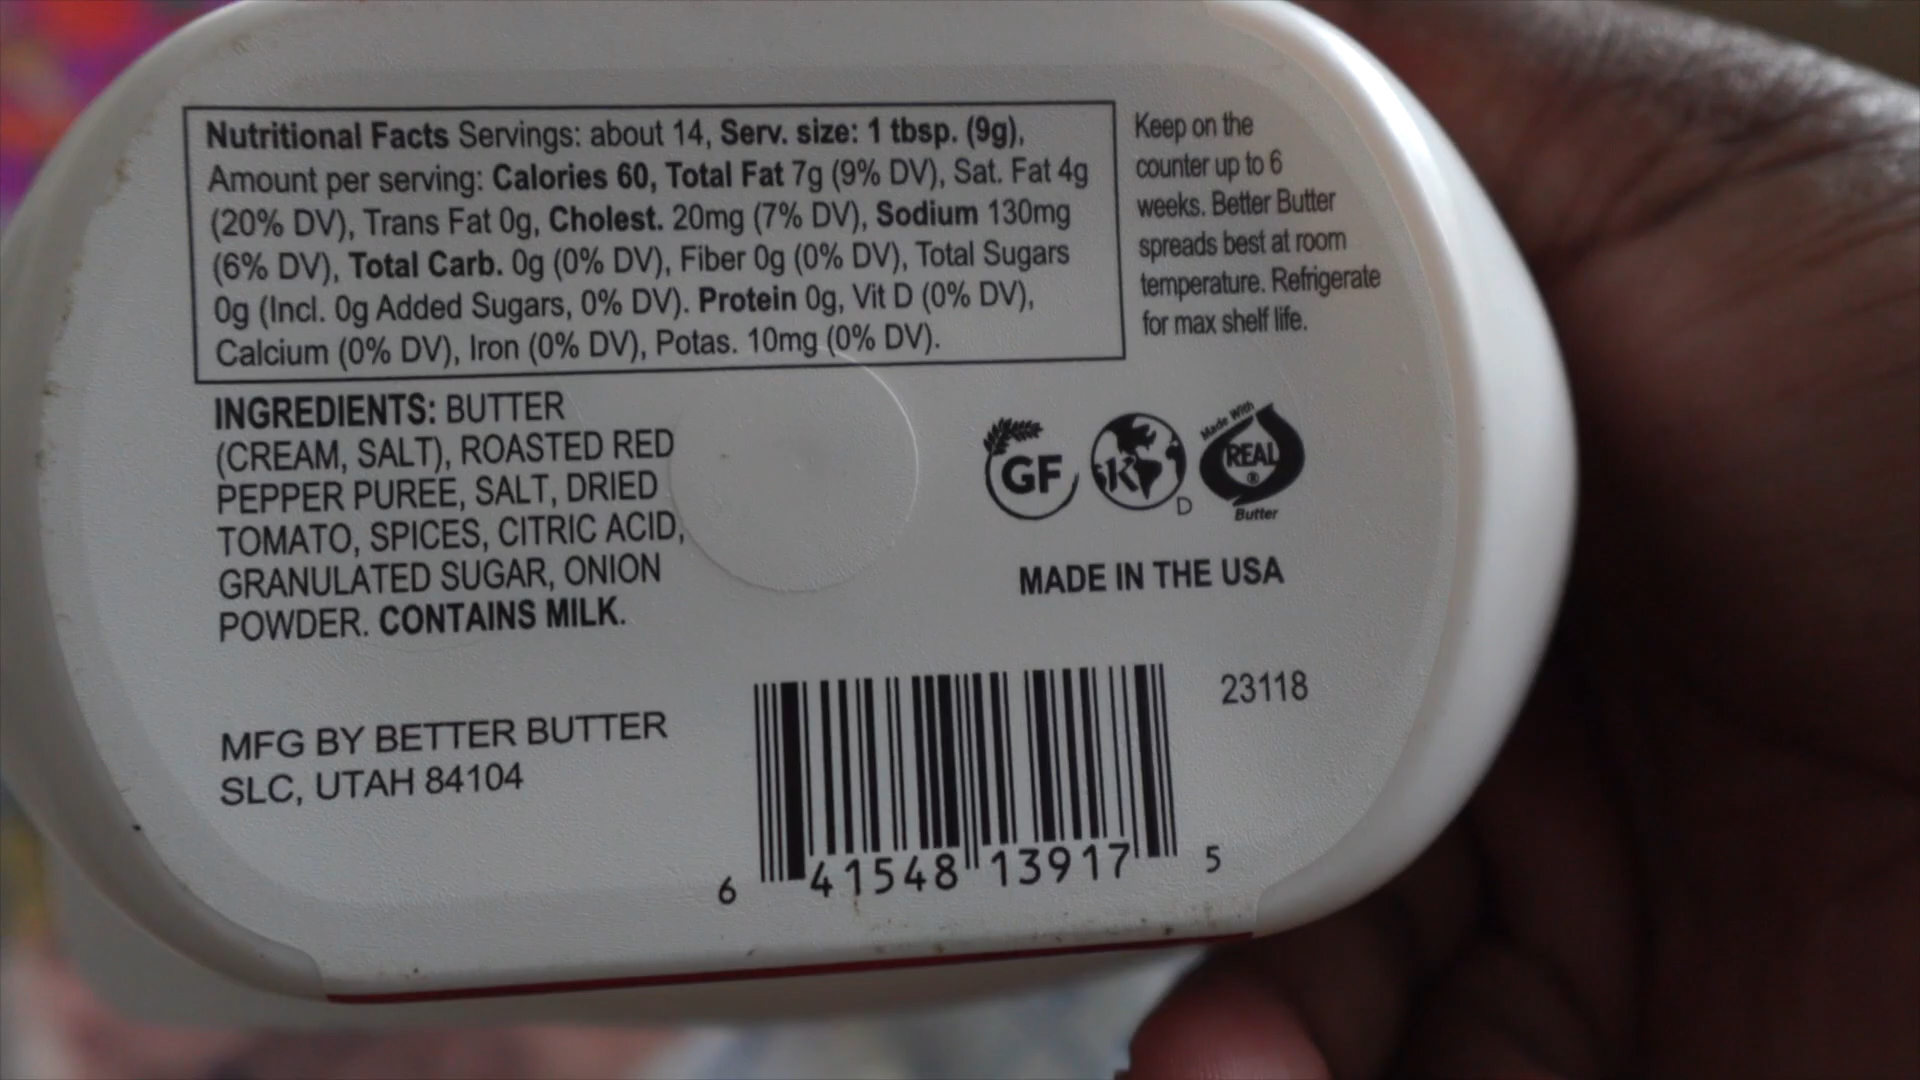 Nutritional Facts Servings: about 14, Serv. size: 1 tbsp. (9g),
Amount per serving: Calories 60, Total Fat 7g (9% DV), Sat. Fat 4g
(20% DV), Trans Fat 0g, Cholest. 20mg (7% DV), Sodium 130mg
(6% DV), Total Carb. 0g (0% DV), Fiber 0g (0% DV), Total Sugars
0g (Incl. 0g Added Sugars, 0% DV). Protein 0g, Vit D (0% DV),
Calcium (0% DV), Iron (0% DV), Potas. 10mg (0% DV).
Keep on the
counter up to 6
weeks. Better Butter
spreads best at room
temperature. Refrigerate
for max shelf life.
INGREDIENTS: BUTTER
(CREAM, SALT), ROASTED RED
PEPPER PUREE, SALT, DRIED
TOMATO, SPICES, CITRIC ACID,
GRANULATED SUGAR, ONION
POWDER. CONTAINS MILK.
GF
K
D
Made With
REAL
®
Butter
MADE IN THE USA
MFG BY BETTER BUTTER
SLC, UTAH 84104
23118
6 41548 13917 5